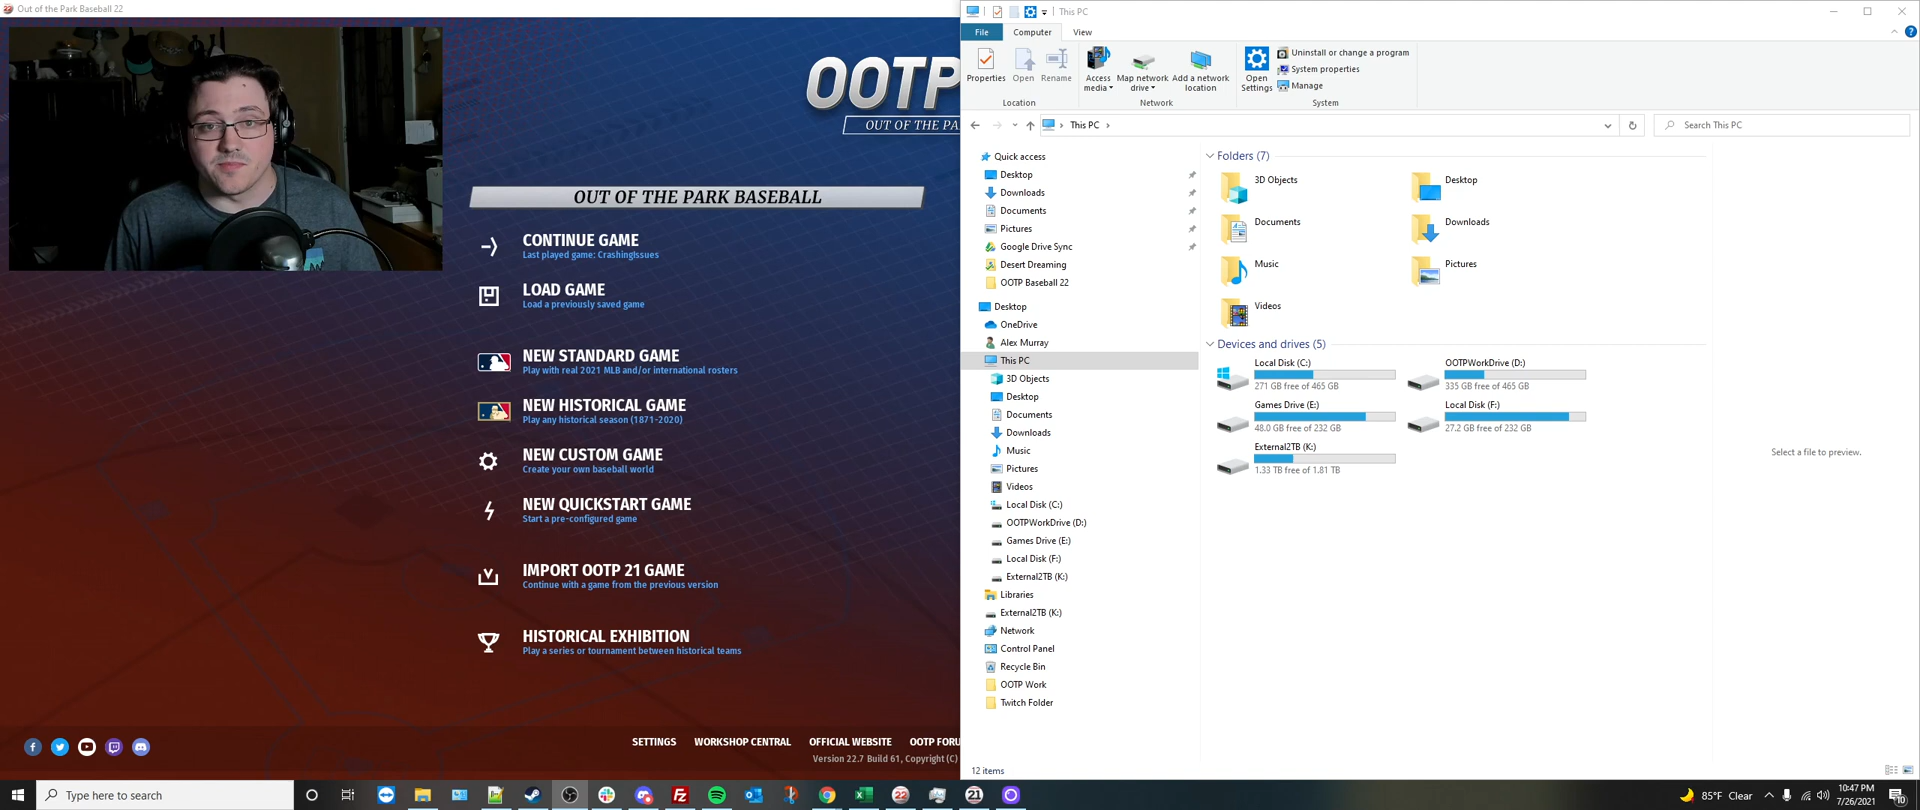 Out of the Park Baseball 22
OOTP
OUT OF THE PA
OUT OF THE PARK BASEBALL
CONTINUE GAME
Last played game: CrashingIssues
LOAD GAME
Load a previously saved game
NEW STANDARD GAME
Play with real 2021 MLB and/or international rosters
NEW HISTORICAL GAME
Play any historical season (1871-2020)
NEW CUSTOM GAME
Create your own baseball world
NEW QUICKSTART GAME
Start a pre-configured game
IMPORT OOTP 21 GAME
Continue with a game from the previous version
HISTORICAL EXHIBITION
Play a series or tournament between historical teams
SETTINGS WORKSHOP CENTRAL OFFICIAL WEBSITE OOTP FORU
Version 22.7 Build 61, Copyright (C)
This PC
File Computer View
Properties Open Rename
Access media Map network drive Add a network location
Open Settings
Uninstall or change a program
System properties
Manage
Location Network System
This PC
Search This PC
Quick access
Desktop
Downloads
Documents
Pictures
Google Drive Sync
Desert Dreaming
OOTP Baseball 22
Desktop
OneDrive
Alex Murray
This PC
3D Objects
Desktop
Documents
Downloads
Music
Pictures
Videos
Local Disk (C:)
OOTPWorkDrive (D:)
Games Drive (E:)
Local Disk (F:)
External2TB (K:)
Libraries
External2TB (K:)
Network
Control Panel
Recycle Bin
OOTP Work
Twitch Folder
Folders (7)
3D Objects Desktop
Documents Downloads
Music Pictures
Videos
Devices and drives (5)
Local Disk (C:) OOTPWorkDrive (D:)
271 GB free of 465 GB 335 GB free of 465 GB
Games Drive (E:) Local Disk (F:)
48.0 GB free of 232 GB 27.2 GB free of 232 GB
External2TB (K:)
1.33 TB free of 1.81 TB
Select a file to preview.
12 items
Type here to search
22
21
85°F Clear
10:47 PM
7/26/2021
10